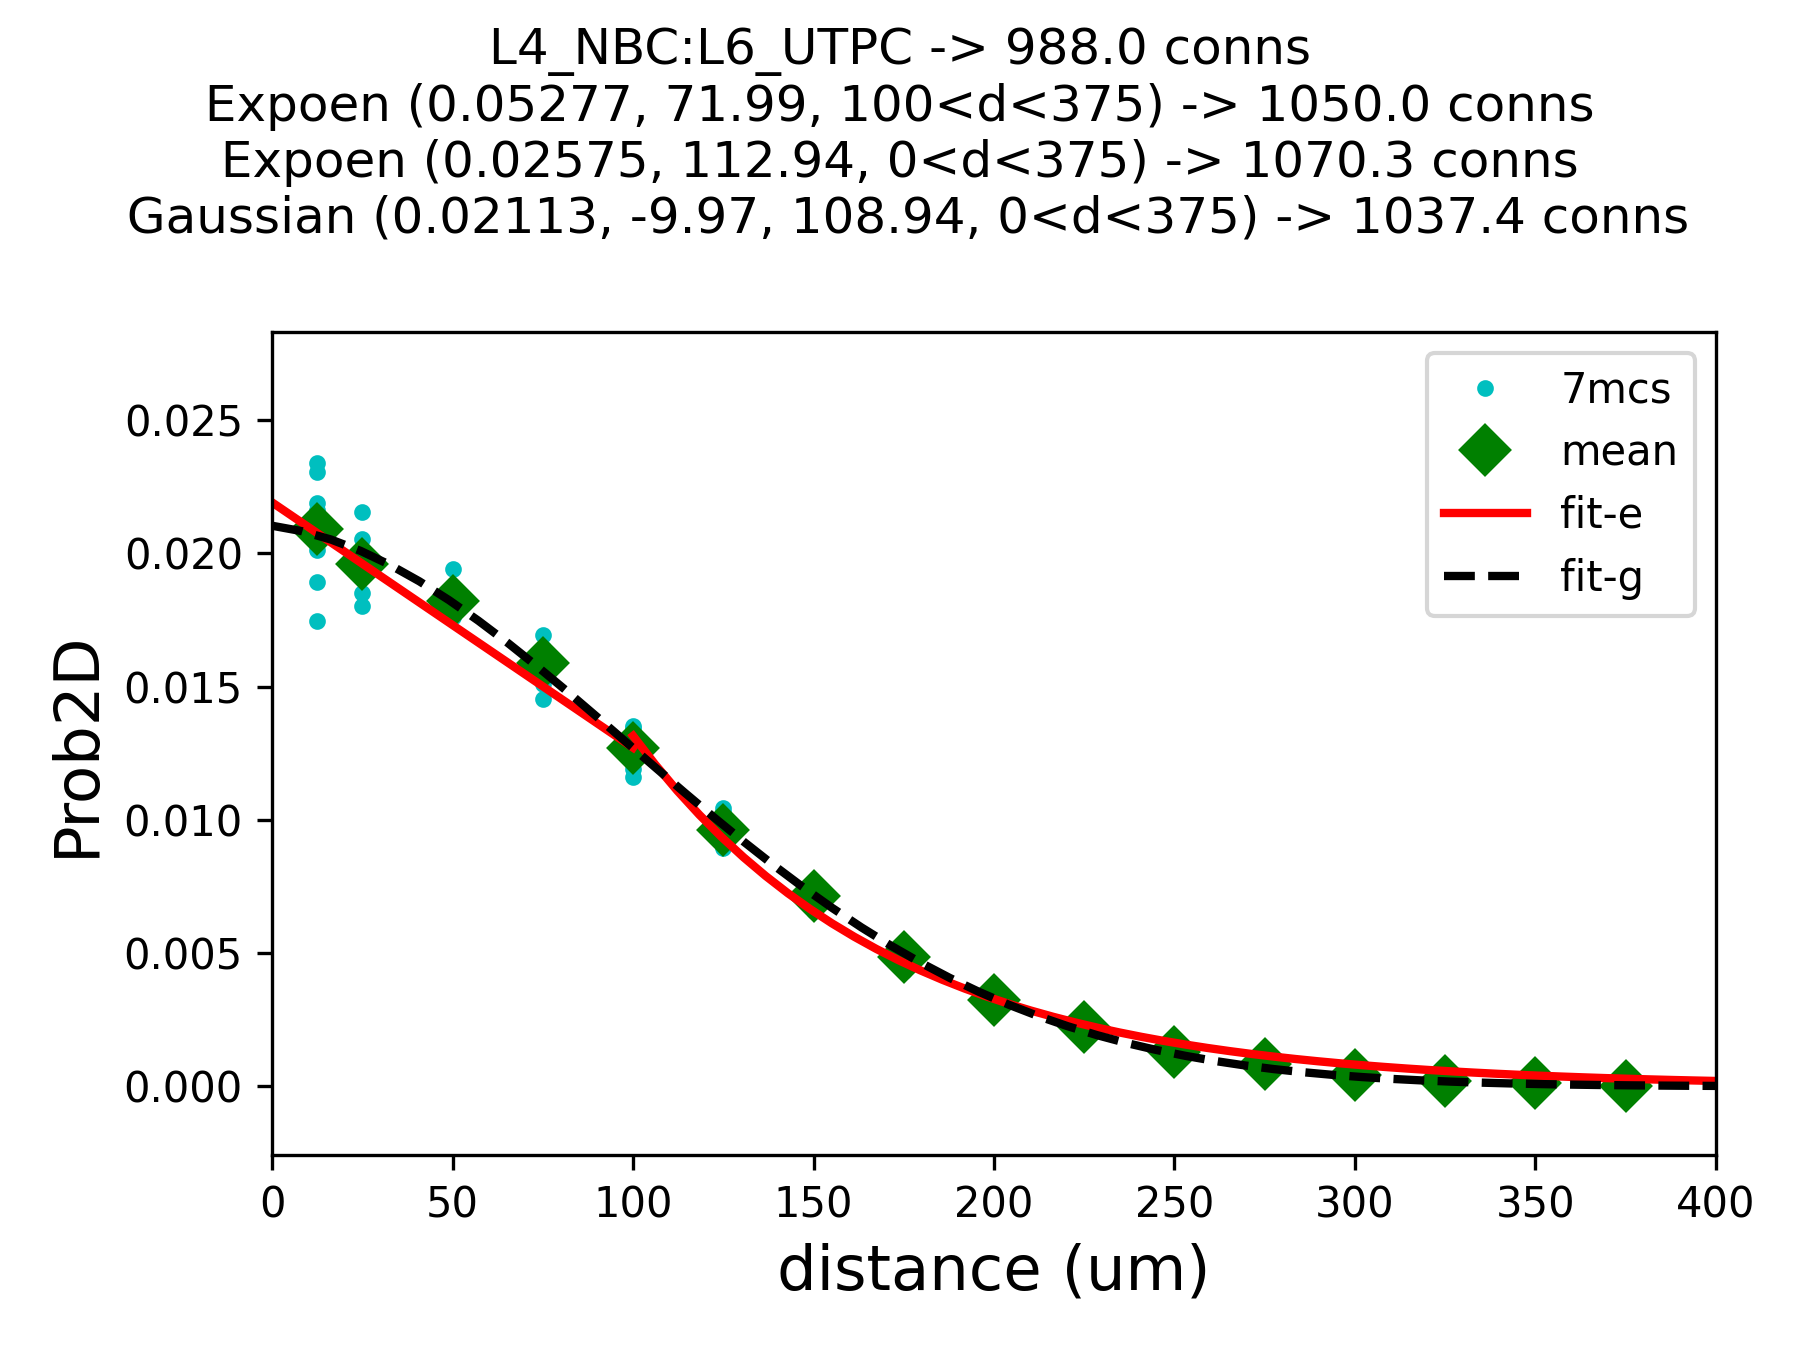 L4_NBC:L6_UTPC -> 988.0 conns
Expoen (0.05277, 71.99, 100<d<375) -> 1050.0 conns
Expoen (0.02575, 112.94, 0<d<375) -> 1070.3 conns
Gaussian (0.02113, -9.97, 108.94, 0<d<375) -> 1037.4 conns
7mcs
mean
fit-e
fit-g
Prob2D
0.025
0.020
0.015
0.010
0.005
0.000
0 50 100 150 200 250 300 350 400
distance (um)